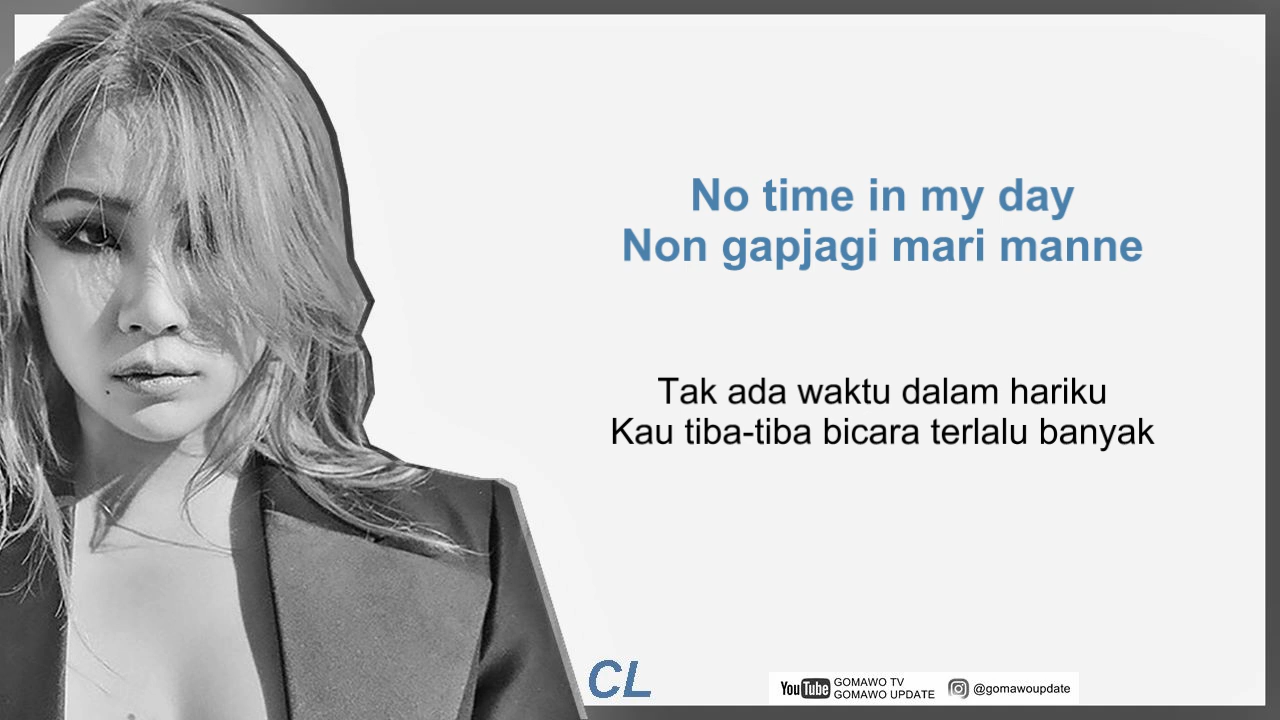 No time in my day
Non gapjagi mari manne
Tak ada waktu dalam hariku
Kau tiba-tiba bicara terlalu banyak
CL
YouTube GOMAWO TV
GOMAWO UPDATE
@gomawoupdate